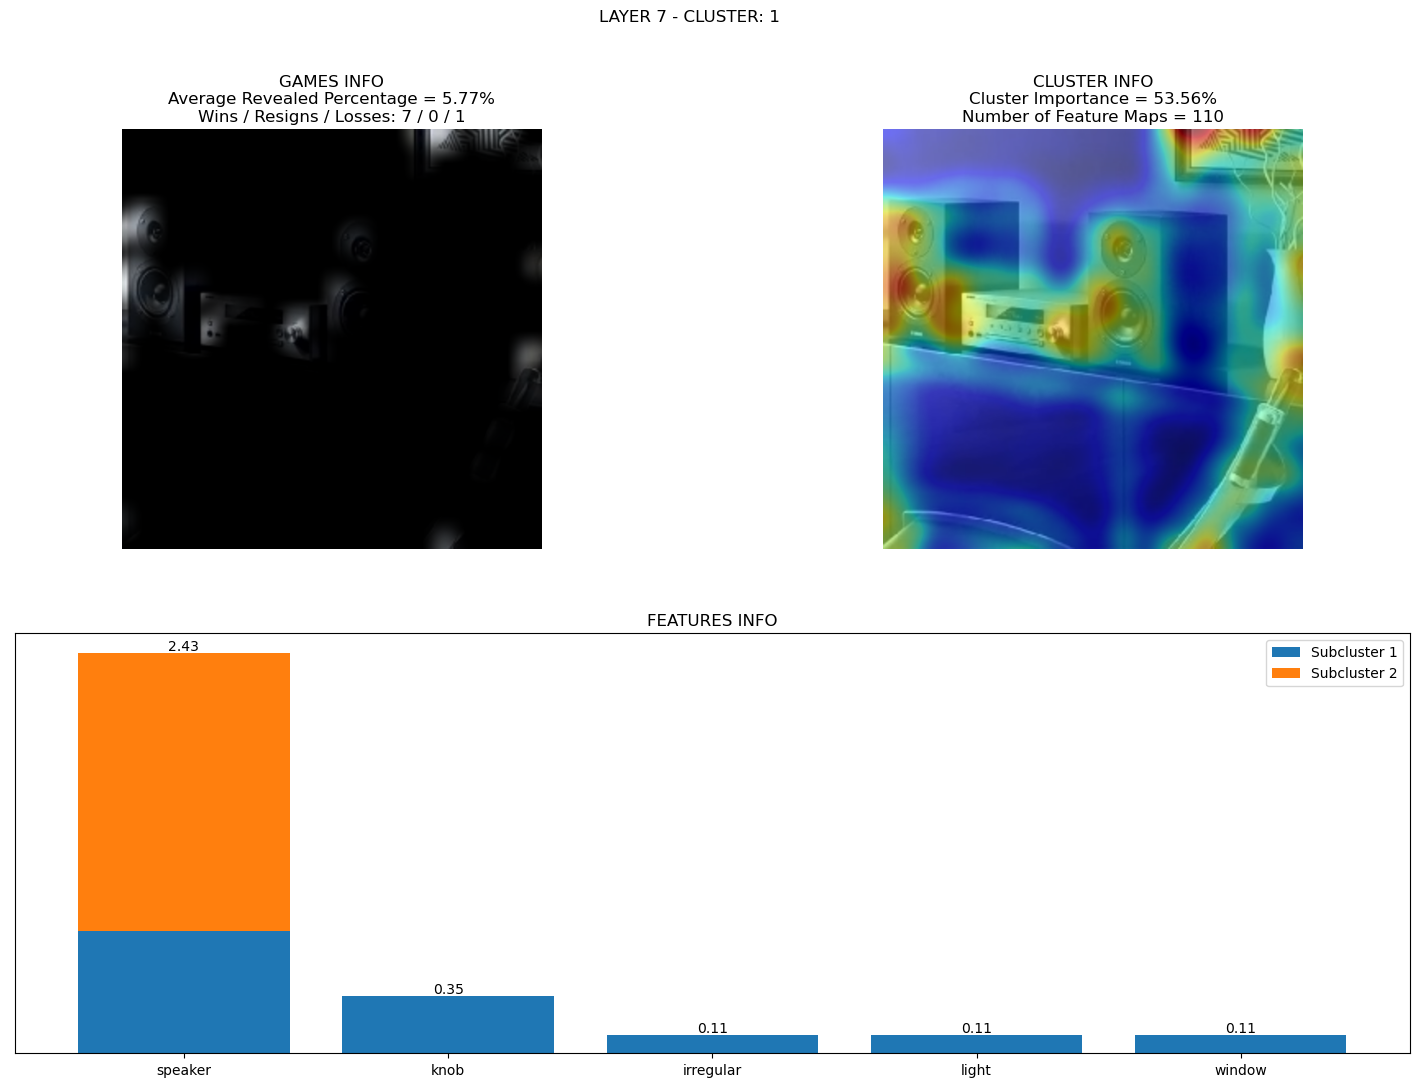 LAYER 7 - CLUSTER: 1
GAMES INFO
Average Revealed Percentage = 5.77%
Wins / Resigns / Losses: 7 / 0 / 1
CLUSTER INFO
Cluster Importance = 53.56%
Number of Feature Maps = 110
FEATURES INFO
2.43
0.35
0.11
0.11
0.11
Subcluster 1
Subcluster 2
speaker
knob
irregular
light
window